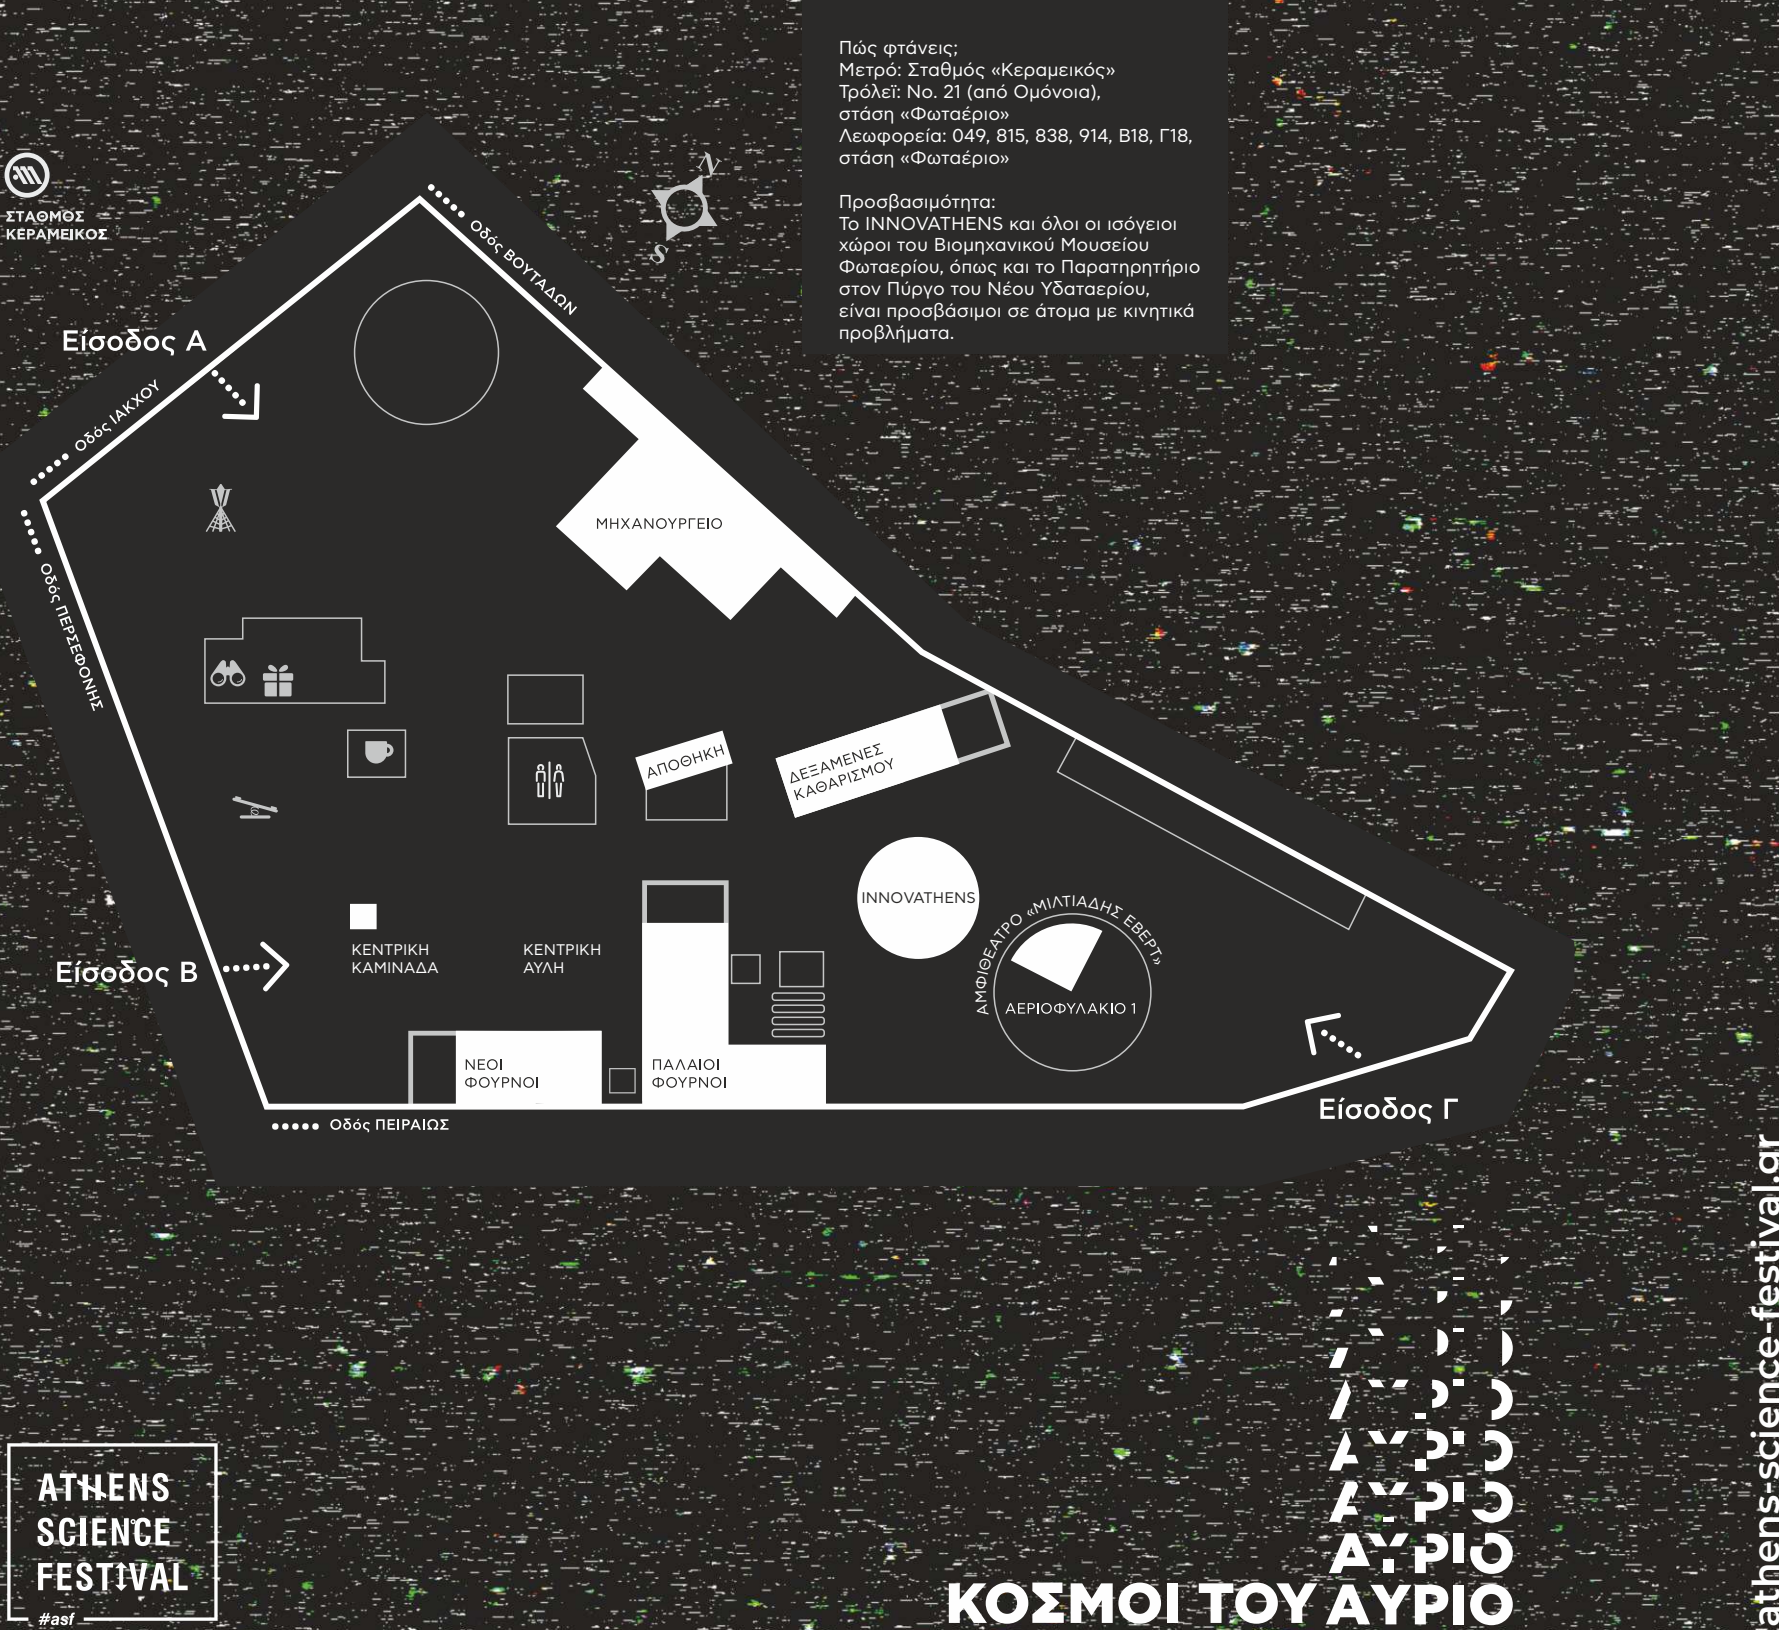 Πώς φτάνεις;
Μετρό: Σταθμός «Κεραμεικός»
Τρόλεϊ: Νο. 21 (από Ομόνοια),
στάση «Φωταέριο»
Λεωφορεία: 049, 815, 838, 914, Β18, Γ18,
στάση «Φωταέριο»
Προσβασιμότητα:
Το INNOVATHENS και όλοι οι ισόγειοι
χώροι του Βιομηχανικού Μουσείου
Φωταερίου, όπως και το Παρατηρητήριο
στον Πύργο του Νέου Υδαταερίου,
είναι προσβάσιμοι σε άτομα με κινητικά
προβλήματα.
N
S
ΣΤΑΘΜΟΣ
ΚΕΡΑΜΕΙΚΟΣ
Οδός ΒΟΥΤΑΔΩΝ
Είσοδος Α
Οδός ΙΑΚΧΟΥ
ΜΗΧΑΝΟΥΡΓΕΙΟ
Οδός ΠΕΡΣΕΦΟΝΗΣ
ΑΠΟΘΗΚΗ
ΔΕΞΑΜΕΝΕΣ
ΚΑΘΑΡΙΣΜΟΥ
INNOVATHENS
ΑΜΦΙΘΕΑΤΡΟ «ΜΙΛΤΙΑΔΗΣ ΕΒΕΡΤ»
ΑΕΡΙΟΦΥΛΑΚΙΟ 1
ΚΕΝΤΡΙΚΗ
ΚΑΜΙΝΑΔΑ
ΚΕΝΤΡΙΚΗ
ΑΥΛΗ
Είσοδος Β
ΝΕΟΙ
ΦΟΥΡΝΟΙ
ΠΑΛΑΙΟΙ
ΦΟΥΡΝΟΙ
Είσοδος Γ
Οδός ΠΕΙΡΑΙΩΣ
athens-science-festival.gr
ATHENS
SCIENCE
FESTIVAL
#asf
ΑΥΡΙΟ
ΑΥΡΙΟ
ΑΥΡΙΟ
ΑΥΡΙΟ
ΚΟΣΜΟΙ ΤΟΥ ΑΥΡΙΟ